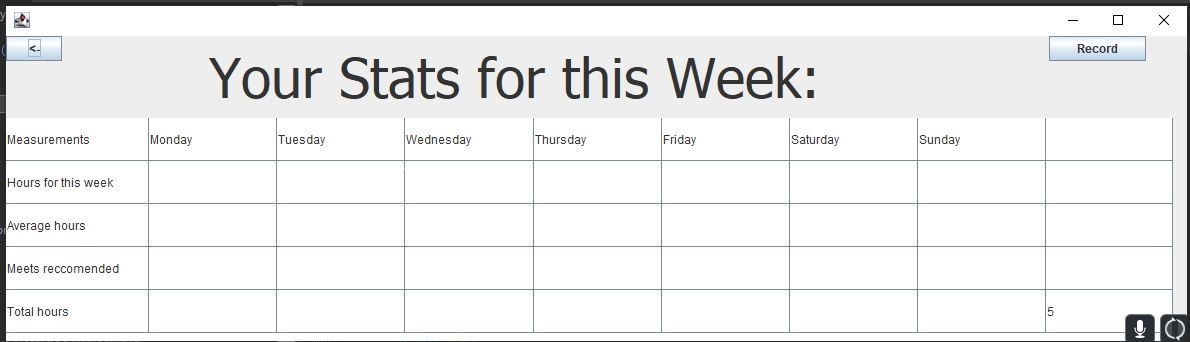 <- Record
Your Stats for this Week:
Measurements Monday Tuesday Wednesday Thursday Friday Saturday Sunday
Hours for this week
Average hours
Meets reccomended
Total hours 5